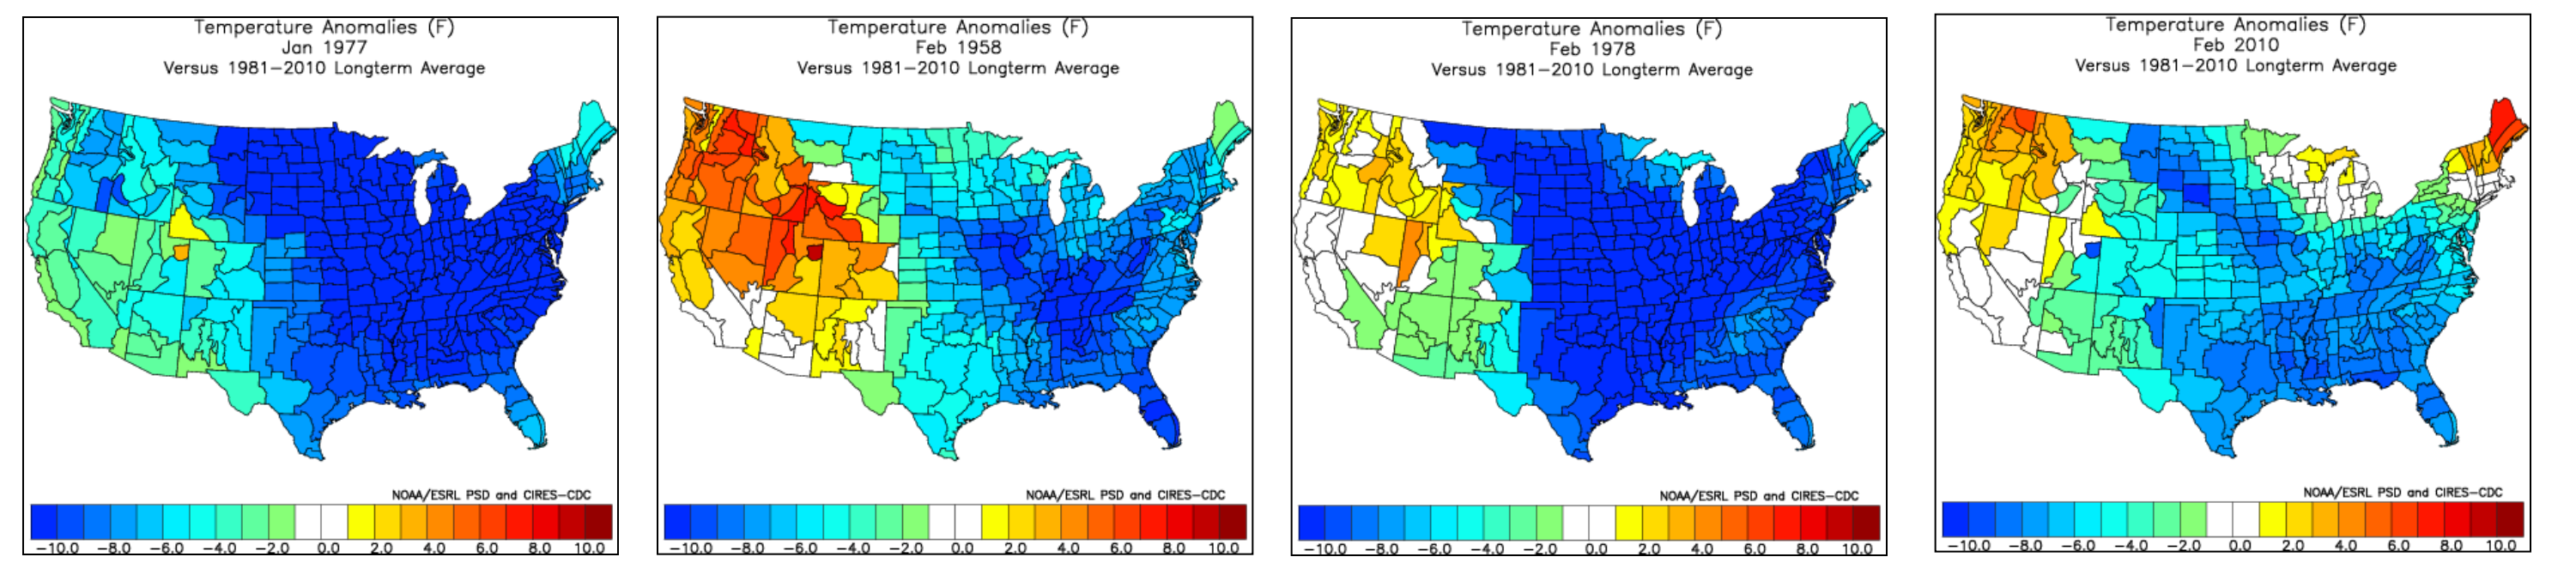 Temperature Anomalies (F)
Jan 1977
Versus 1981-2010 Longterm Average
NOAA/ESRL PSD and CIRES-CDC
-10.0 -8.0 -6.0 -4.0 -2.0 0.0 2.0 4.0 6.0 8.0 10.0
Temperature Anomalies (F)
Feb 1958
Versus 1981-2010 Longterm Average
NOAA/ESRL PSD and CIRES-CDC
-10.0 -8.0 -6.0 -4.0 -2.0 0.0 2.0 4.0 6.0 8.0 10.0
Temperature Anomalies (F)
Feb 1978
Versus 1981-2010 Longterm Average
NOAA/ESRL PSD and CIRES-CDC
-10.0 -8.0 -6.0 -4.0 -2.0 0.0 2.0 4.0 6.0 8.0 10.0
Temperature Anomalies (F)
Feb 2010
Versus 1981-2010 Longterm Average
NOAA/ESRL PSD and CIRES-CDC
-10.0 -8.0 -6.0 -4.0 -2.0 0.0 2.0 4.0 6.0 8.0 10.0